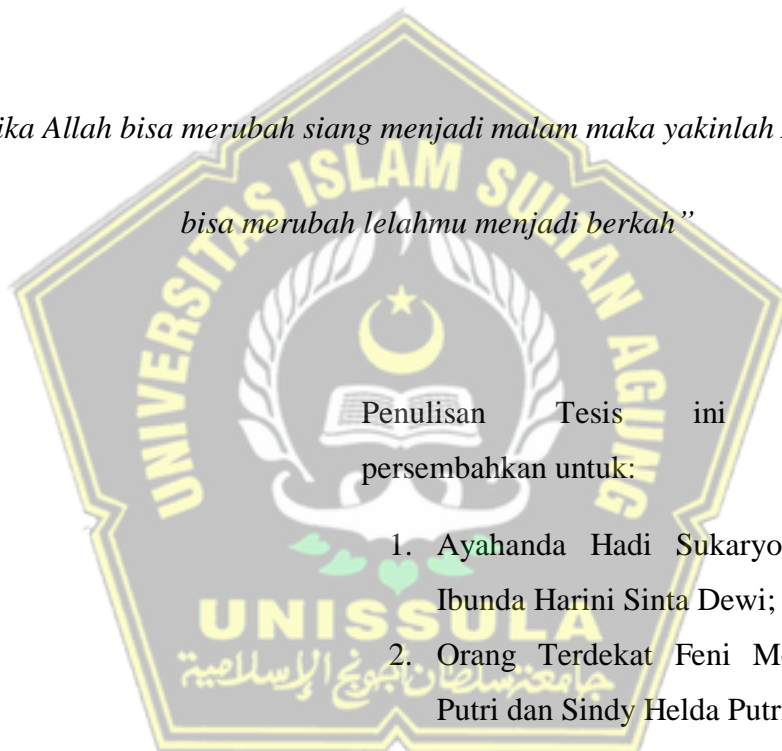 ika Allah bisa merubah siang menjadi malam maka yakinlah
bisa merubah lelahmu menjadi berkah”
UNIVERSITAS ISLAM SULTAN AGUNG
Penulisan Tesis ini
persembahkan untuk:
1. Ayahanda Hadi Sukaryo
Ibunda Harini Sinta Dewi;
2. Orang Terdekat Feni
Putri dan Sindy Helda Putr
UNISSULA
جامعة سلطان أجونج الإسلامية